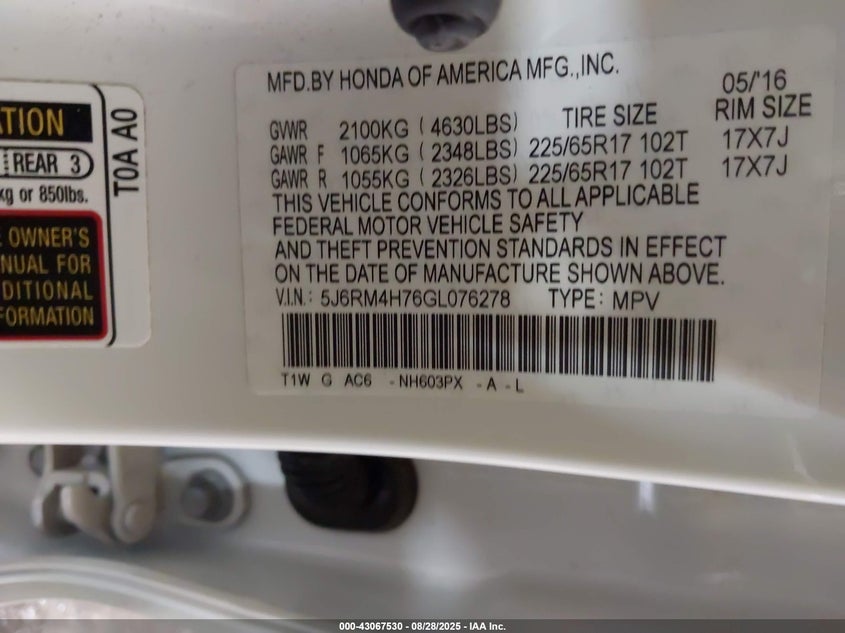 ATION
REAR 3
kg or 850lbs.
E OWNER'S
NUAL FOR
DITIONAL
FORMATION
T0A A0
MFD.BY HONDA OF AMERICA MFG.,INC.
05/'16
GVWR 2100KG ( 4630LBS) TIRE SIZE RIM SIZE
GAWR F 1065KG ( 2348LBS) 225/65R17 102T 17X7J
GAWR R 1055KG ( 2326LBS) 225/65R17 102T 17X7J
THIS VEHICLE CONFORMS TO ALL APPLICABLE
FEDERAL MOTOR VEHICLE SAFETY
AND THEFT PREVENTION STANDARDS IN EFFECT
ON THE DATE OF MANUFACTURE SHOWN ABOVE.
V.I.N.: 5J6RM4H76GL076278 TYPE: MPV
T1W G AC6 - NH603PX - A - L
000-43067530 - 08/28/2025 - IAA Inc.